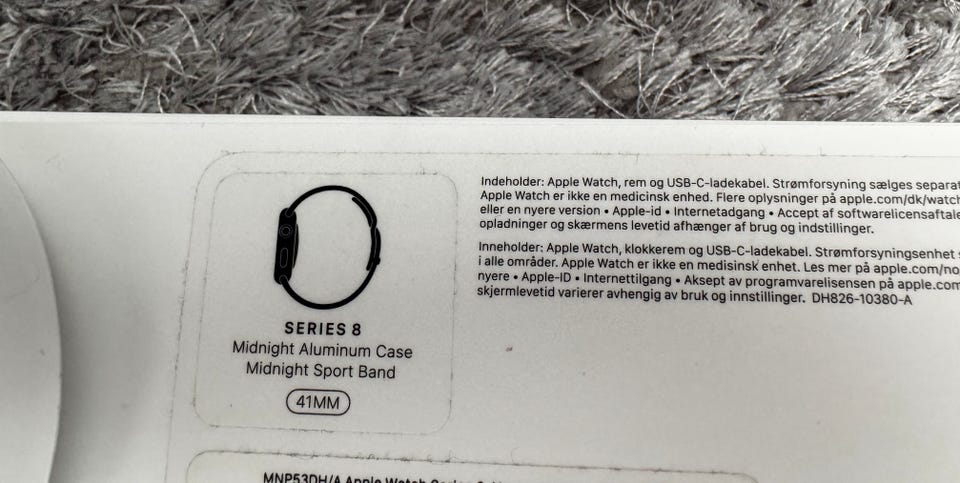 SERIES 8
Midnight Aluminum Case
Midnight Sport Band
41MM
Indeholder: Apple Watch, rem og USB-C-ladekabel. Strømforsyning sælges separat
Apple Watch er ikke en medicinsk enhed. Flere oplysninger på apple.com/dk/watch
eller en nyere version • Apple-id • Internetadgang • Accept af softwarelicensaftale
opladninger og skærmens levetid afhænger af brug og indstillinger.
Inneholder: Apple Watch, klokkerem og USB-C-ladekabel. Strømforsyningsenhet
i alle områder. Apple Watch er ikke en medisinsk enhet. Les mer på apple.com/no
nyere • Apple-ID • Internettilgang • Aksept av programvarelisensen på apple.com
skjermlevetid varierer avhengig av bruk og innstillinger. DH826-10380-A
MNP53DH/A Apple Watch